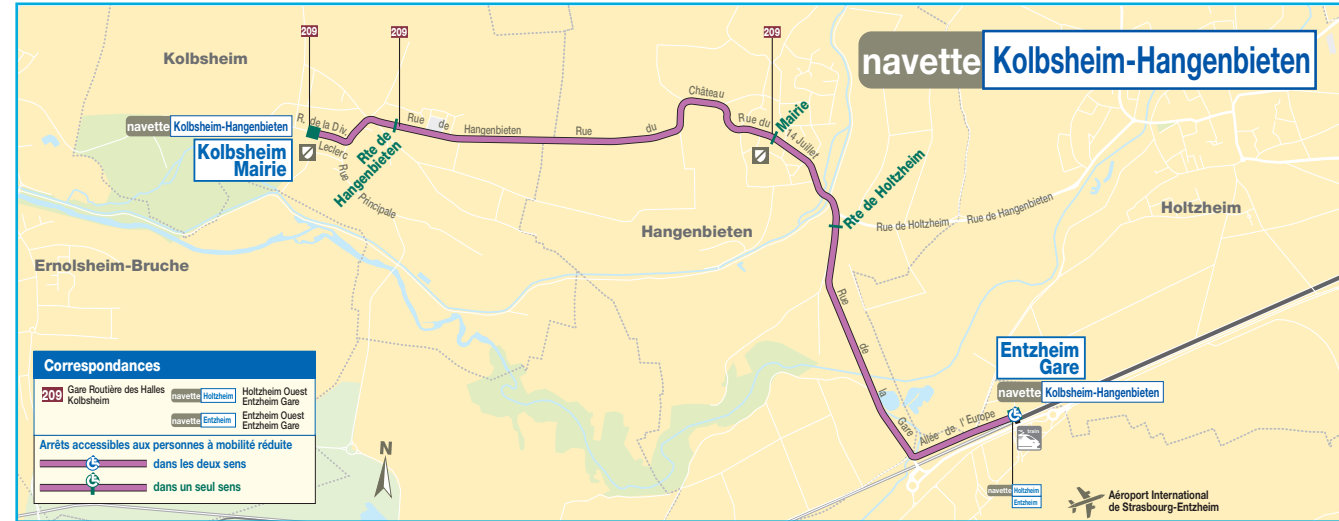 209
209
209
navette Kolbsheim-Hangenbieten
Kolbsheim
navette Kolbsheim-Hangenbieten
Kolbsheim
Mairie
R. de la Div.
Leclerc
Rue
Principale
Rte de
Hangenbieten
Rue de Hangenbieten
Rue du Château
Rue du 14 Juillet
Mairie
Rte de Holtzheim
Rue de Holtzheim
Rue de Hangenbieten
Holtzheim
Hangenbieten
Ernolsheim-Bruche
Rue de la Gare
Allée de l'Europe
Entzheim
Gare
navette Kolbsheim-Hangenbieten
train
navette Holtzheim
Entzheim
Aéroport International
de Strasbourg-Entzheim
N
Correspondances
209 Gare Routière des Halles
Kolbsheim
navette Holtzheim Holtzheim Ouest
Entzheim Gare
navette Entzheim Entzheim Ouest
Entzheim Gare
Arrêts accessibles aux personnes à mobilité réduite
dans les deux sens
dans un seul sens